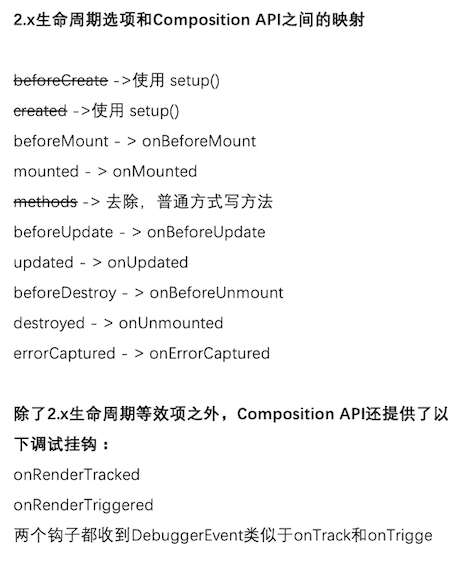 2.x生命周期选项和Composition API之间的映射
beforeCreate ->使用 setup()
created ->使用 setup()
beforeMount - > onBeforeMount
mounted - > onMounted
methods -> 去除，普通方式写方法
beforeUpdate - > onBeforeUpdate
updated - > onUpdated
beforeDestroy - > onBeforeUnmount
destroyed - > onUnmounted
errorCaptured - > onErrorCaptured
除了2.x生命周期等效项之外，Composition API还提供了以
下调试挂钩：
onRenderTracked
onRenderTriggered
两个钩子都收到DebuggerEvent类似于onTrack和onTrigge